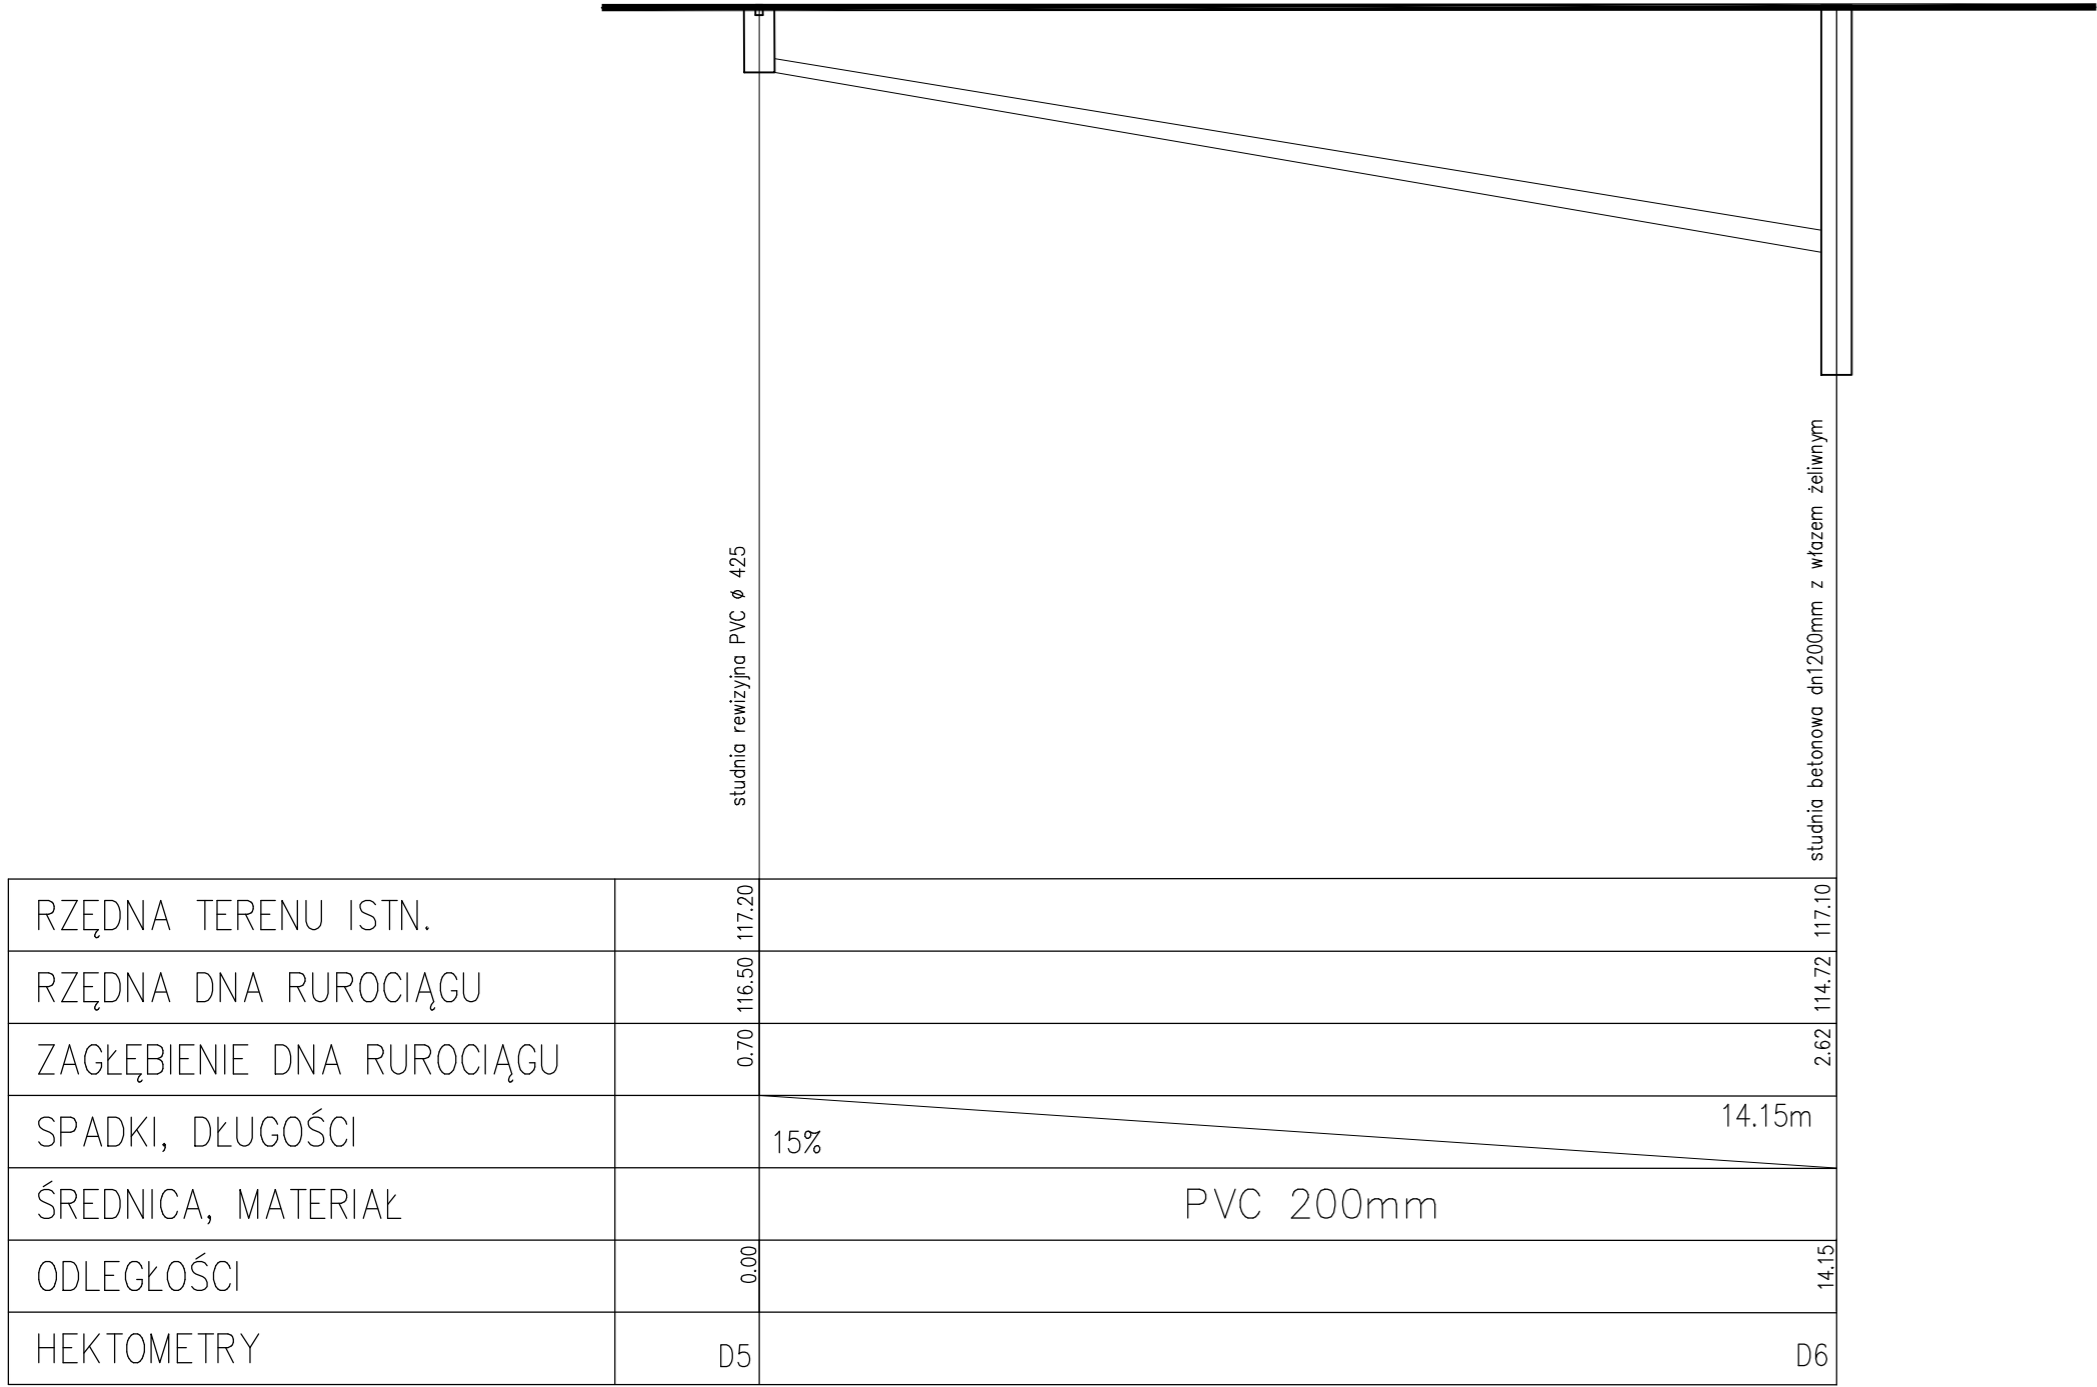 studnia rewizyjna PVC ø 425
studnia betonowa dn1200mm z włazem żeliwnym
RZĘDNA TERENU ISTN. 117.20 117.10
RZĘDNA DNA RUROCIĄGU 116.50 114.72
ZAGŁĘBIENIE DNA RUROCIĄGU 0.70 2.62
SPADKI, DŁUGOŚCI 15% 14.15m
ŚREDNICA, MATERIAŁ PVC 200mm
ODLEGŁOŚCI 0.00 14.15
HEKTOMETRY D5 D6